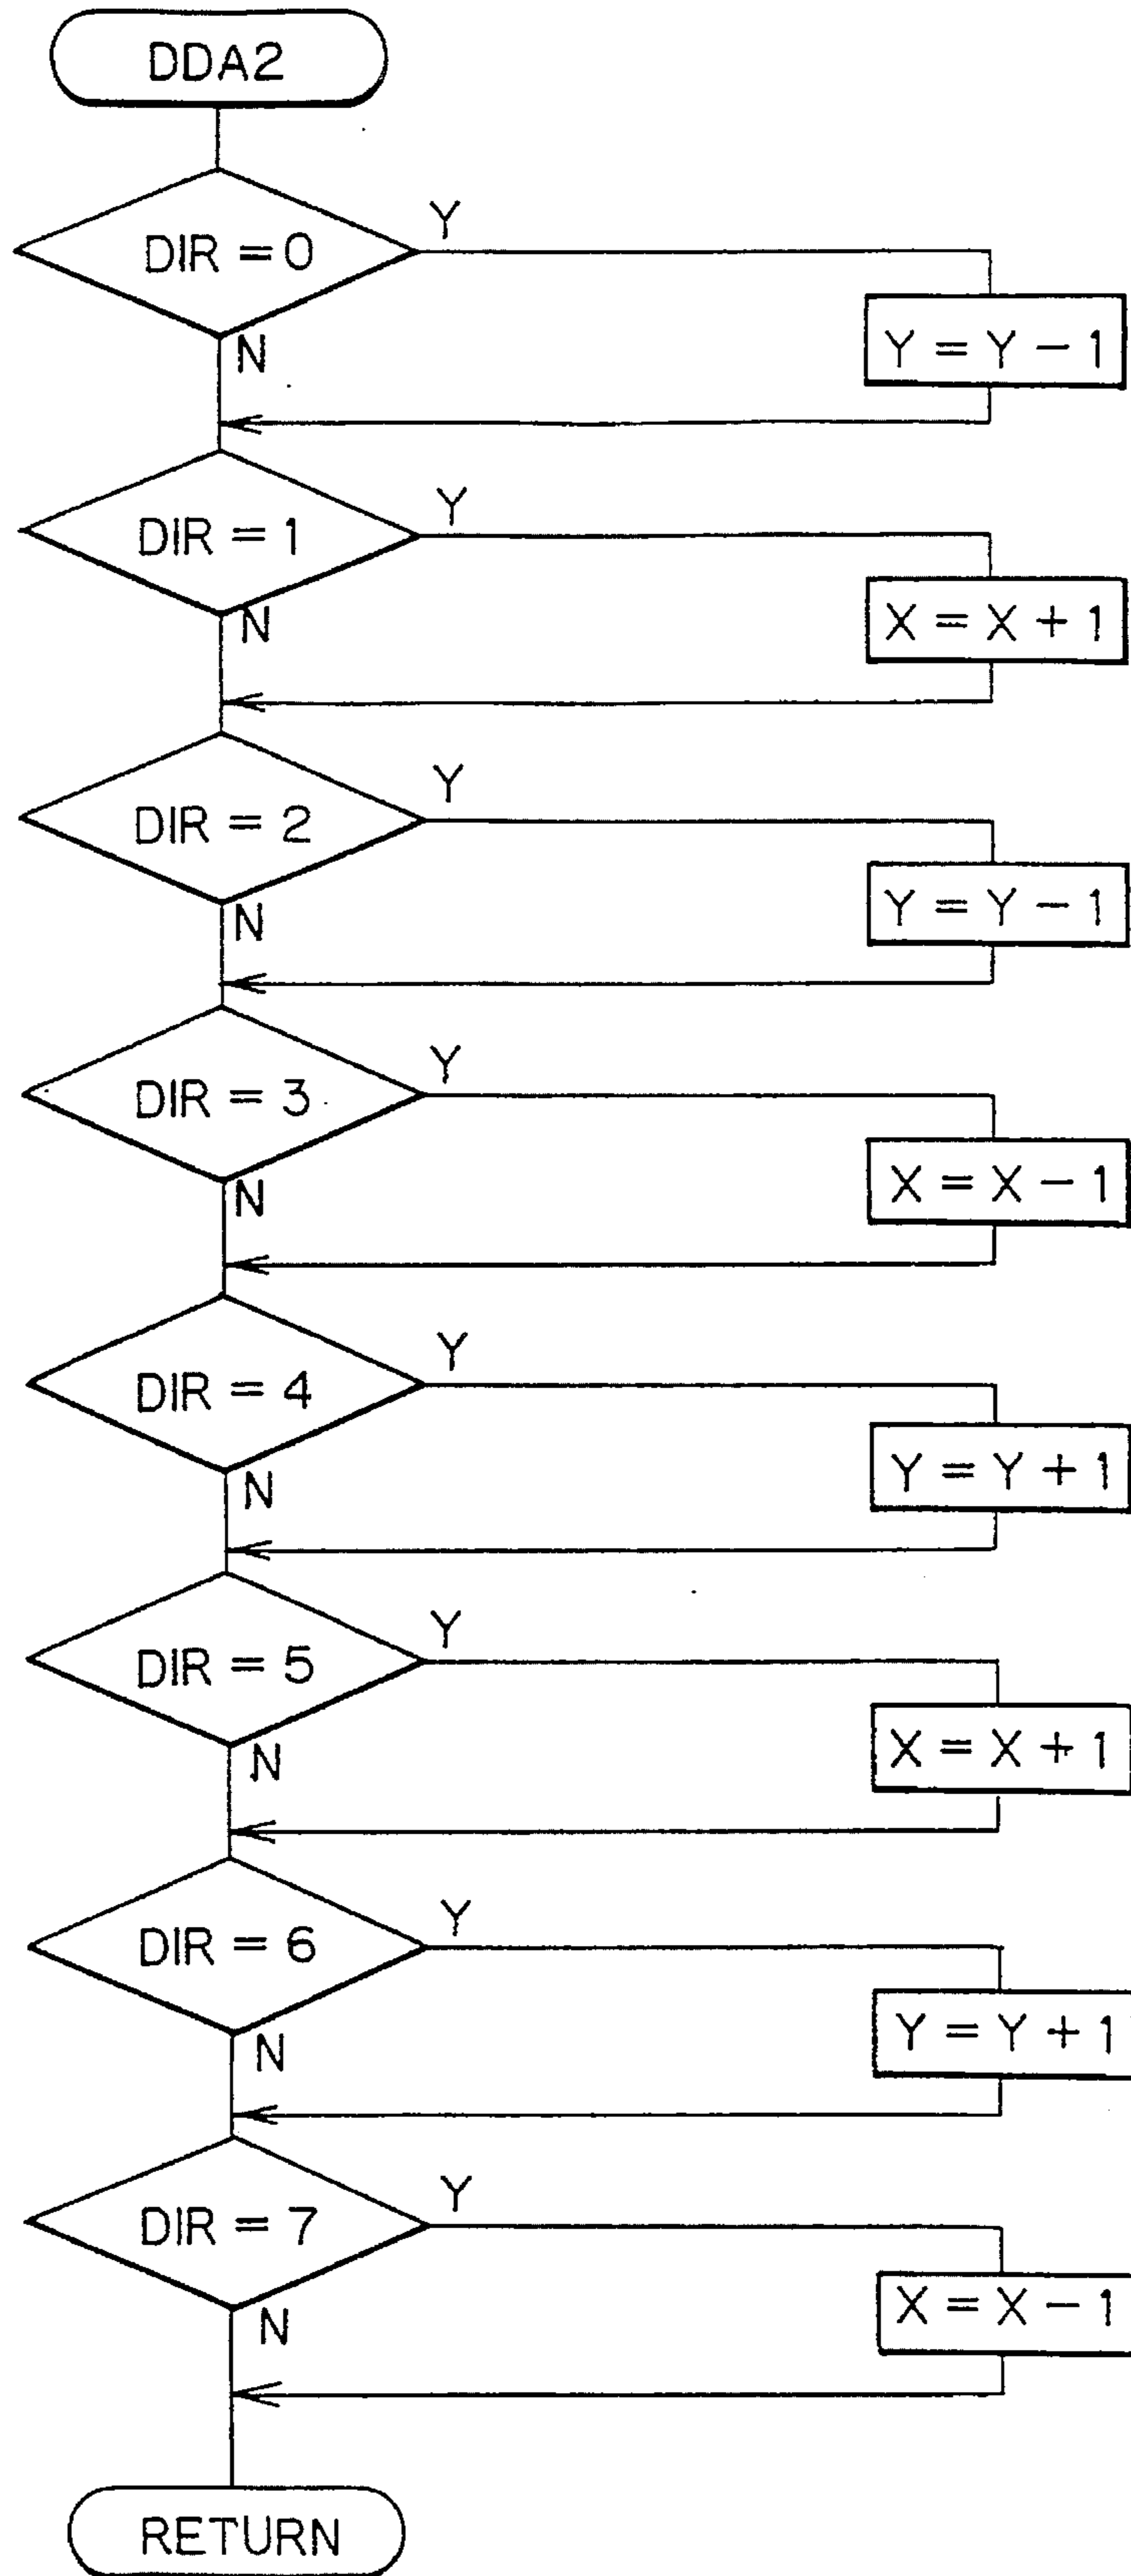 DDA2
Y
DIR = 0
Y = Y - 1
N
Y
DIR = 1
X = X + 1
N
Y
DIR = 2
Y = Y - 1
N
Y
DIR = 3
X = X - 1
N
Y
DIR = 4
Y = Y + 1
N
Y
DIR = 5
X = X + 1
N
Y
DIR = 6
Y = Y + 1
N
Y
DIR = 7
X = X - 1
N
RETURN